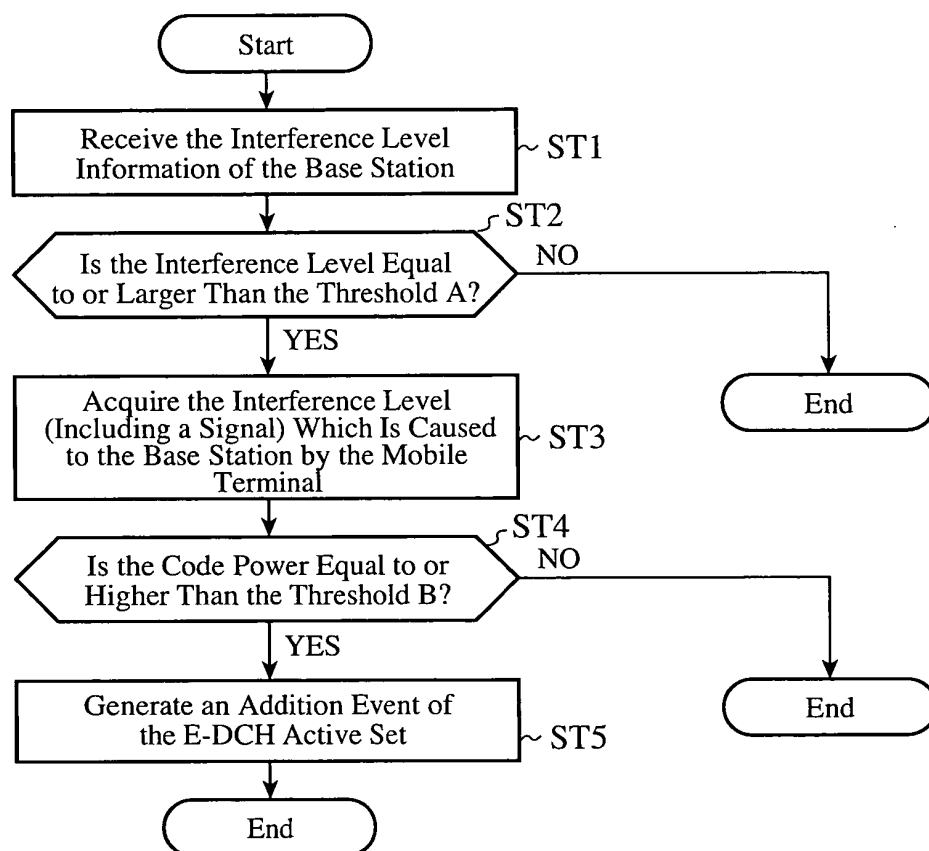 Start
Receive the Interference Level
Information of the Base Station
ST1
ST2
Is the Interference Level Equal
to or Larger Than the Threshold A?
NO
YES
End
Acquire the Interference Level
(Including a Signal) Which Is Caused
to the Base Station by the Mobile
Terminal
ST3
ST4
Is the Code Power Equal to or
Higher Than the Threshold B?
NO
YES
End
Generate an Addition Event of
the E-DCH Active Set
ST5
End